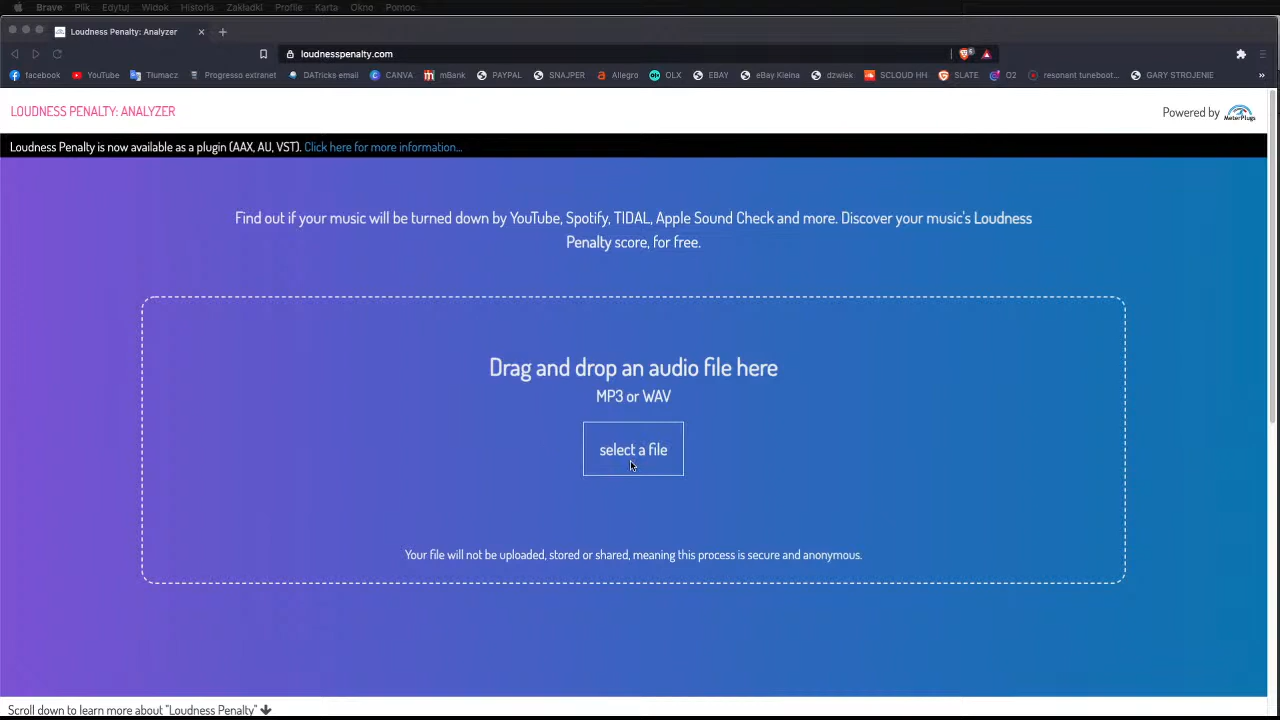 Brave Plik Edytuj Widok Historia Zakładki Profile Karta Okno Pomoc
Loudness Penalty: Analyzer
loudnesspenalty.com
facebook YouTube Tłumacz Progresso extranet DATricks email CANVA mBank PAYPAL SNAJPER Allegro OLX EBAY eBay Kleina dzwiek SCLOUD HH SLATE O2 resonant tuneboot... GARY STROJENIE
LOUDNESS PENALTY: ANALYZER
Powered by MeterPlugs
Loudness Penalty is now available as a plugin (AAX, AU, VST). Click here for more information...
Find out if your music will be turned down by YouTube, Spotify, TIDAL, Apple Sound Check and more. Discover your music's Loudness
Penalty score, for free.
Drag and drop an audio file here
MP3 or WAV
select a file
Your file will not be uploaded, stored or shared, meaning this process is secure and anonymous.
Scroll down to learn more about "Loudness Penalty"